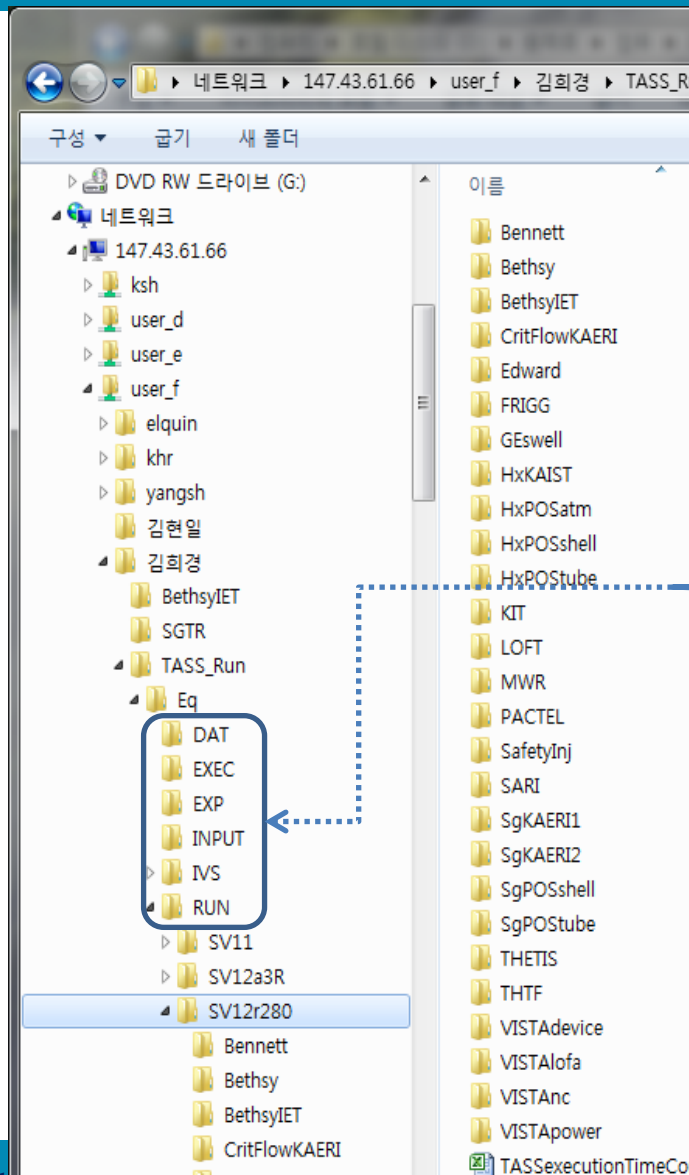 네트워크 ▸ 147.43.61.66 ▸ user_f ▸ 김희경 ▸ TASS_R
구성 ▼ 굽기 새 폴더
DVD RW 드라이브 (G:)
네트워크
147.43.61.66
ksh
user_d
user_e
user_f
elquin
khr
yangsh
김현일
김희경
BethsyIET
SGTR
TASS_Run
Eq
DAT
EXEC
EXP
INPUT
IVS
RUN
SV11
SV12a3R
SV12r280
Bennett
Bethsy
BethsyIET
CritFlowKAERI
이름
Bennett
Bethsy
BethsyIET
CritFlowKAERI
Edward
FRIGG
GEswell
HxKAIST
HxPOSatm
HxPOSshell
HxPOStube
KIT
LOFT
MWR
PACTEL
SafetyInj
SARI
SgKAERI1
SgKAERI2
SgPOSshell
SgPOStube
THETIS
THTF
VISTAdevice
VISTAlofa
VISTAnc
VISTApower
TASSexecutionTimeCo